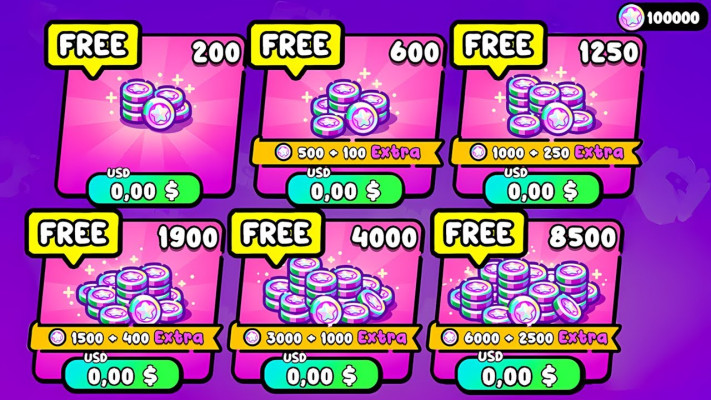 100000
FREE
200
USD
0,00 $
FREE
600
500 + 100 Extra
USD
0,00 $
FREE
1250
1000 + 250 Extra
USD
0,00 $
FREE
1900
1500 + 400 Extra
USD
0,00 $
FREE
4000
3000 + 1000 Extra
USD
0,00 $
FREE
8500
6000 + 2500 Extra
USD
0,00 $